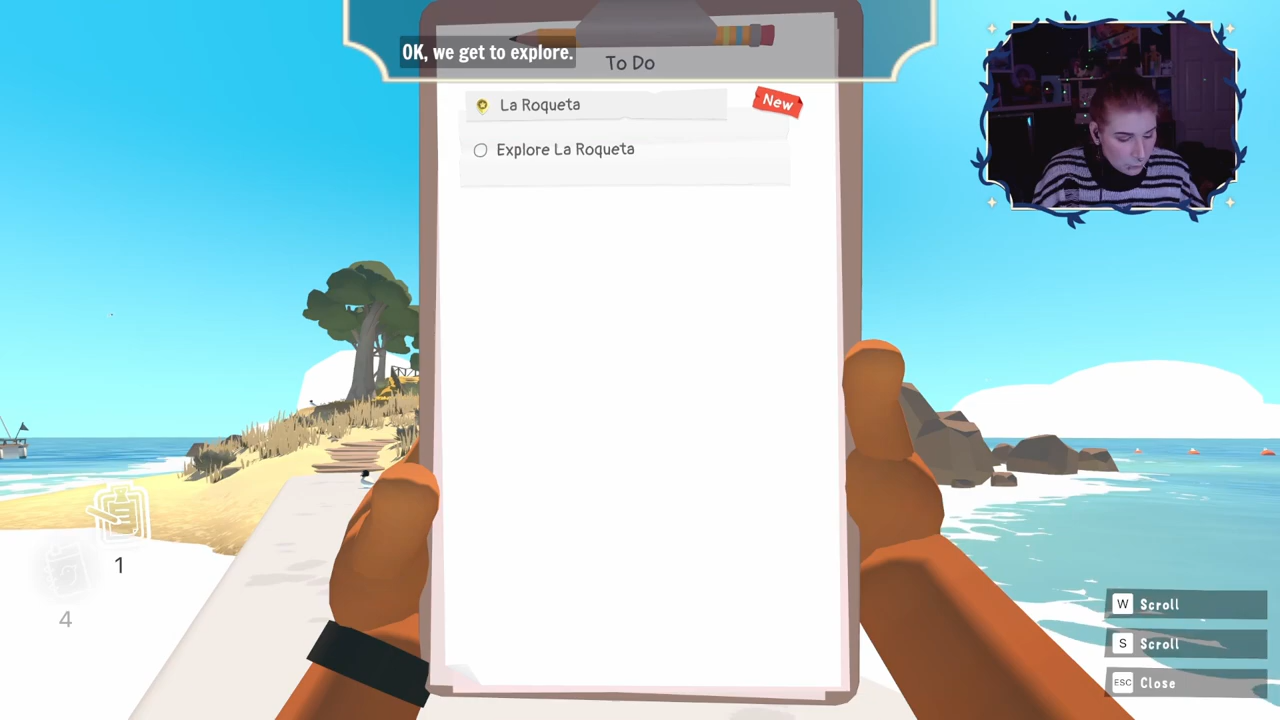 OK, we get to explore.
To Do
La Roqueta
New
Explore La Roqueta
1
4
W Scroll
S Scroll
ESC Close